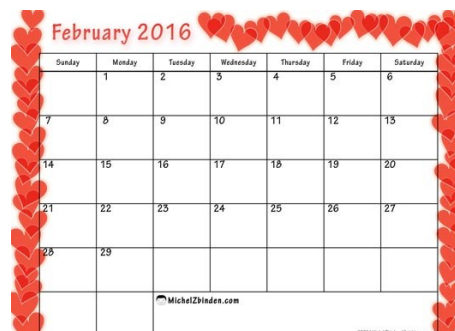 February 2016
Sunday Monday Tuesday Wednesday Thursday Friday Saturday
1 2 3 4 5 6
7 8 9 10 11 12 13
14 15 16 17 18 19 20
21 22 23 24 25 26 27
28 29
MichelZbinden.com